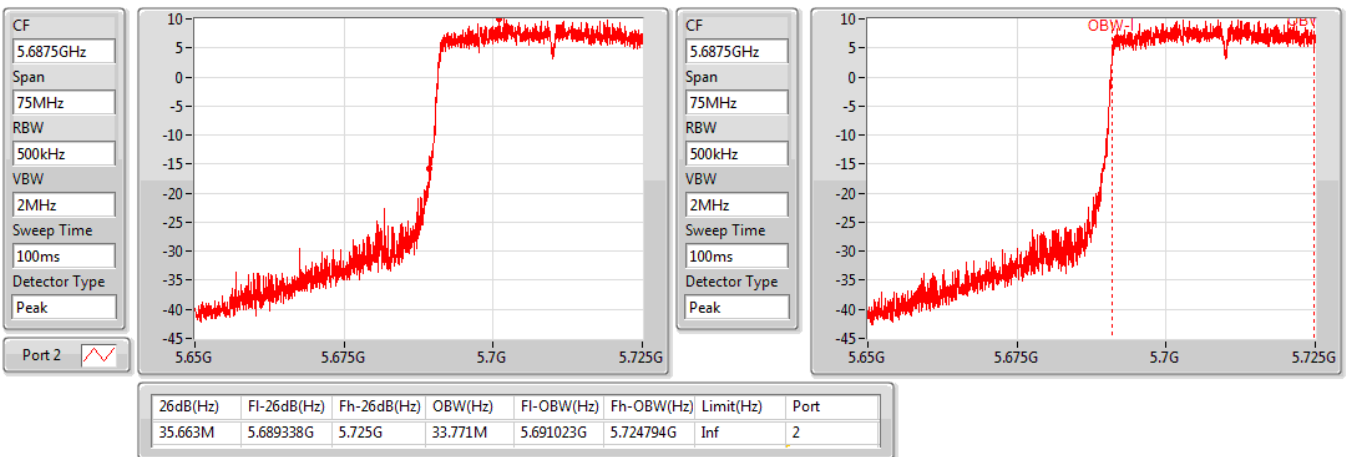 CF
5.6875GHz
Span
75MHz
RBW
500kHz
VBW
2MHz
Sweep Time
100ms
Detector Type
Peak
Port 2
10
5
0
-5
-10
-15
-20
-25
-30
-35
-40
-45
5.65G 5.675G 5.7G 5.725G
CF
5.6875GHz
Span
75MHz
RBW
500kHz
VBW
2MHz
Sweep Time
100ms
Detector Type
Peak
10
5
0
-5
-10
-15
-20
-25
-30
-35
-40
-45
5.65G 5.675G 5.7G 5.725G
26dB(Hz) Fl-26dB(Hz) Fh-26dB(Hz) OBW(Hz) Fl-OBW(Hz) Fh-OBW(Hz) Limit(Hz) Port
35.663M 5.689338G 5.725G 33.771M 5.691023G 5.724794G Inf 2